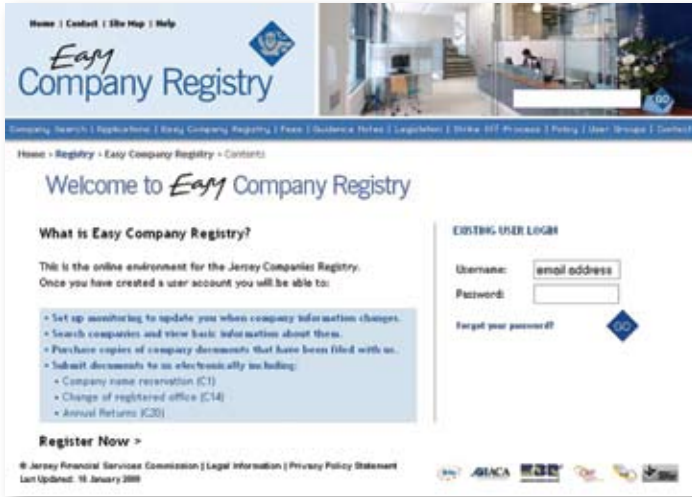 Home | Contact | Site Map | Help
Easy
Company Registry
GO
Company Search | Applications | Easy Company Registry | Fees | Guidance Notes | Legislation | Strike Off Process | Policy | User Groups | Contact
Home > Registry > Easy Company Registry > Contents
Welcome to Easy Company Registry
What is Easy Company Registry?
This is the online environment for the Jersey Companies Registry.
Once you have created a user account you will be able to:
• Set up monitoring to update you when company information changes.
• Search companies and view basic information about them.
• Purchase copies of company documents that have been filed with us.
• Submit documents to us electronically including:
• Company name reservation (C1)
• Change of registered office (C14)
• Annual Returns (C20)
Register Now >
EXISTING USER LOGIN
Username: email address
Password:
Forgot your password?
GO
© Jersey Financial Services Commission | Legal Information | Privacy Policy Statement
Last Updated: 16 January 2009